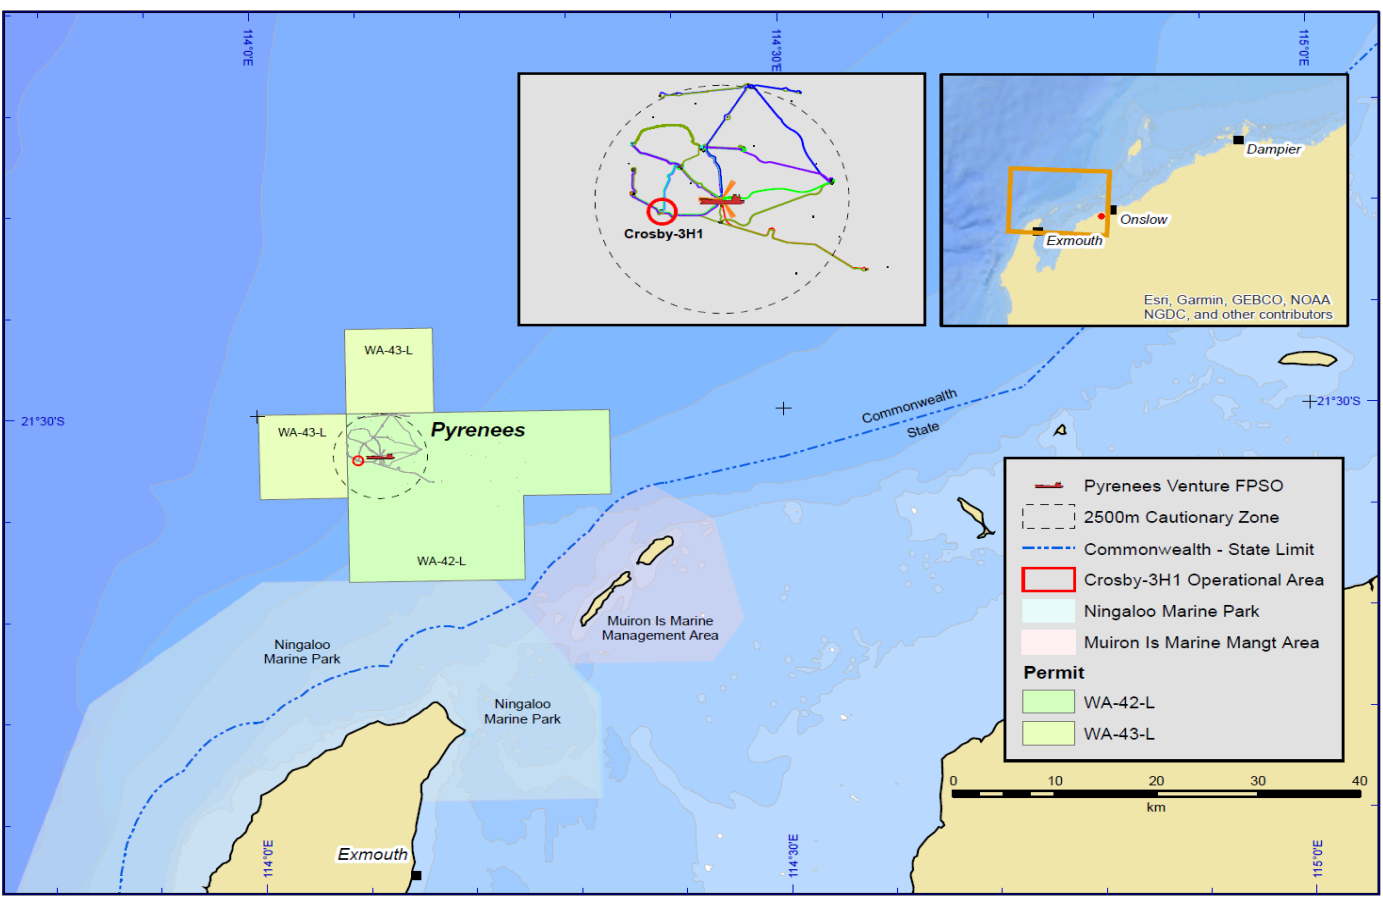 114°0'E
114°30'E
115°0'E
Crosby-3H1
Dampier
Onslow
Exmouth
Esri, Garmin, GEBCO, NOAA
NGDC, and other contributors
WA-43-L
WA-43-L
Pyrenees
WA-42-L
21°30'S
21°30'S
Commonwealth
State
Pyrenees Venture FPSO
2500m Cautionary Zone
Commonwealth - State Limit
Crosby-3H1 Operational Area
Ningaloo Marine Park
Muiron Is Marine Mangt Area
Permit
WA-42-L
WA-43-L
Muiron Is Marine
Management Area
Ningaloo
Marine Park
Ningaloo
Marine Park
0 10 20 30 40
km
Exmouth
114°0'E
114°30'E
115°0'E